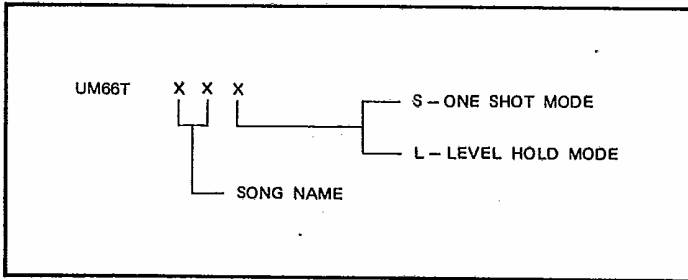 UM66T X X X
S – ONE SHOT MODE
L – LEVEL HOLD MODE
SONG NAME